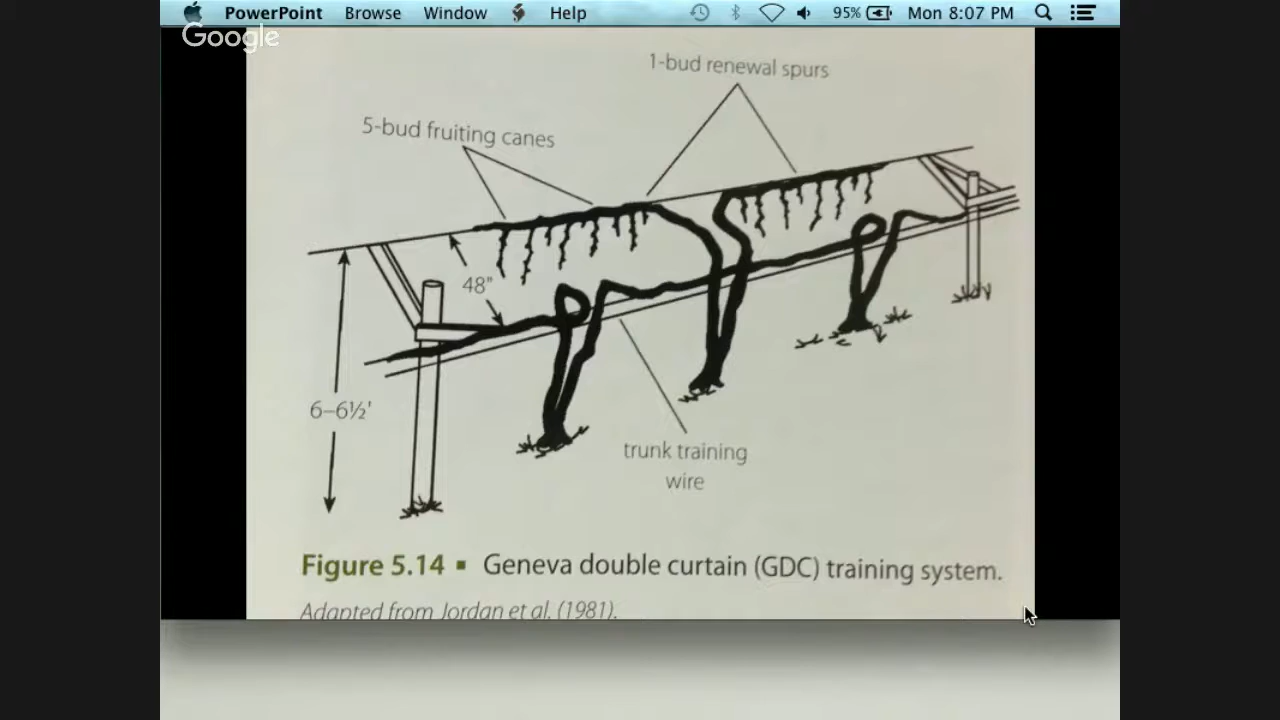 PowerPoint Browse Window Help 95% Mon 8:07 PM
Google
1-bud renewal spurs
5-bud fruiting canes
48"
6–6½'
trunk training
wire
Figure 5.14 ▪ Geneva double curtain (GDC) training system.
Adapted from Jordan et al. (1981).